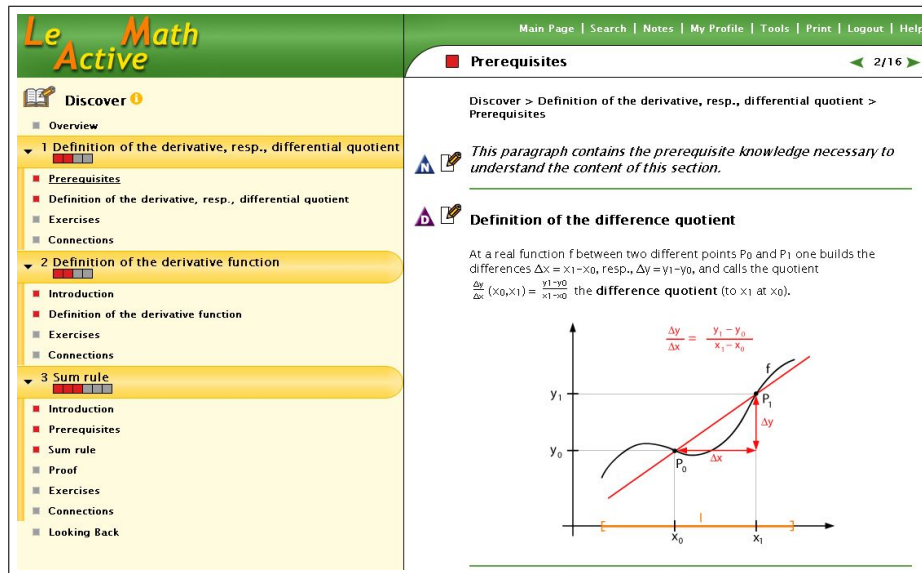 Le Active Math
Main Page | Search | Notes | My Profile | Tools | Print | Logout | Help
Discover
Overview
1 Definition of the derivative, resp., differential quotient
Prerequisites
Definition of the derivative, resp., differential quotient
Exercises
Connections
2 Definition of the derivative function
Introduction
Definition of the derivative function
Exercises
Connections
3 Sum rule
Introduction
Prerequisites
Sum rule
Proof
Exercises
Connections
Looking Back
Prerequisites
2/16
Discover > Definition of the derivative, resp., differential quotient >
Prerequisites
N
This paragraph contains the prerequisite knowledge necessary to
understand the content of this section.
D
Definition of the difference quotient
At a real function f between two different points P0 and P1 one builds the
differences Δx = x1-x0, resp., Δy = y1-y0, and calls the quotient
Δy/Δx (x0,x1) = y1-y0/x1-x0 the difference quotient (to x1 at x0).
Δy/Δx = y1 - y0/x1 - x0
f
y1
P1
Δy
y0
P0
Δx
I
x0
x1